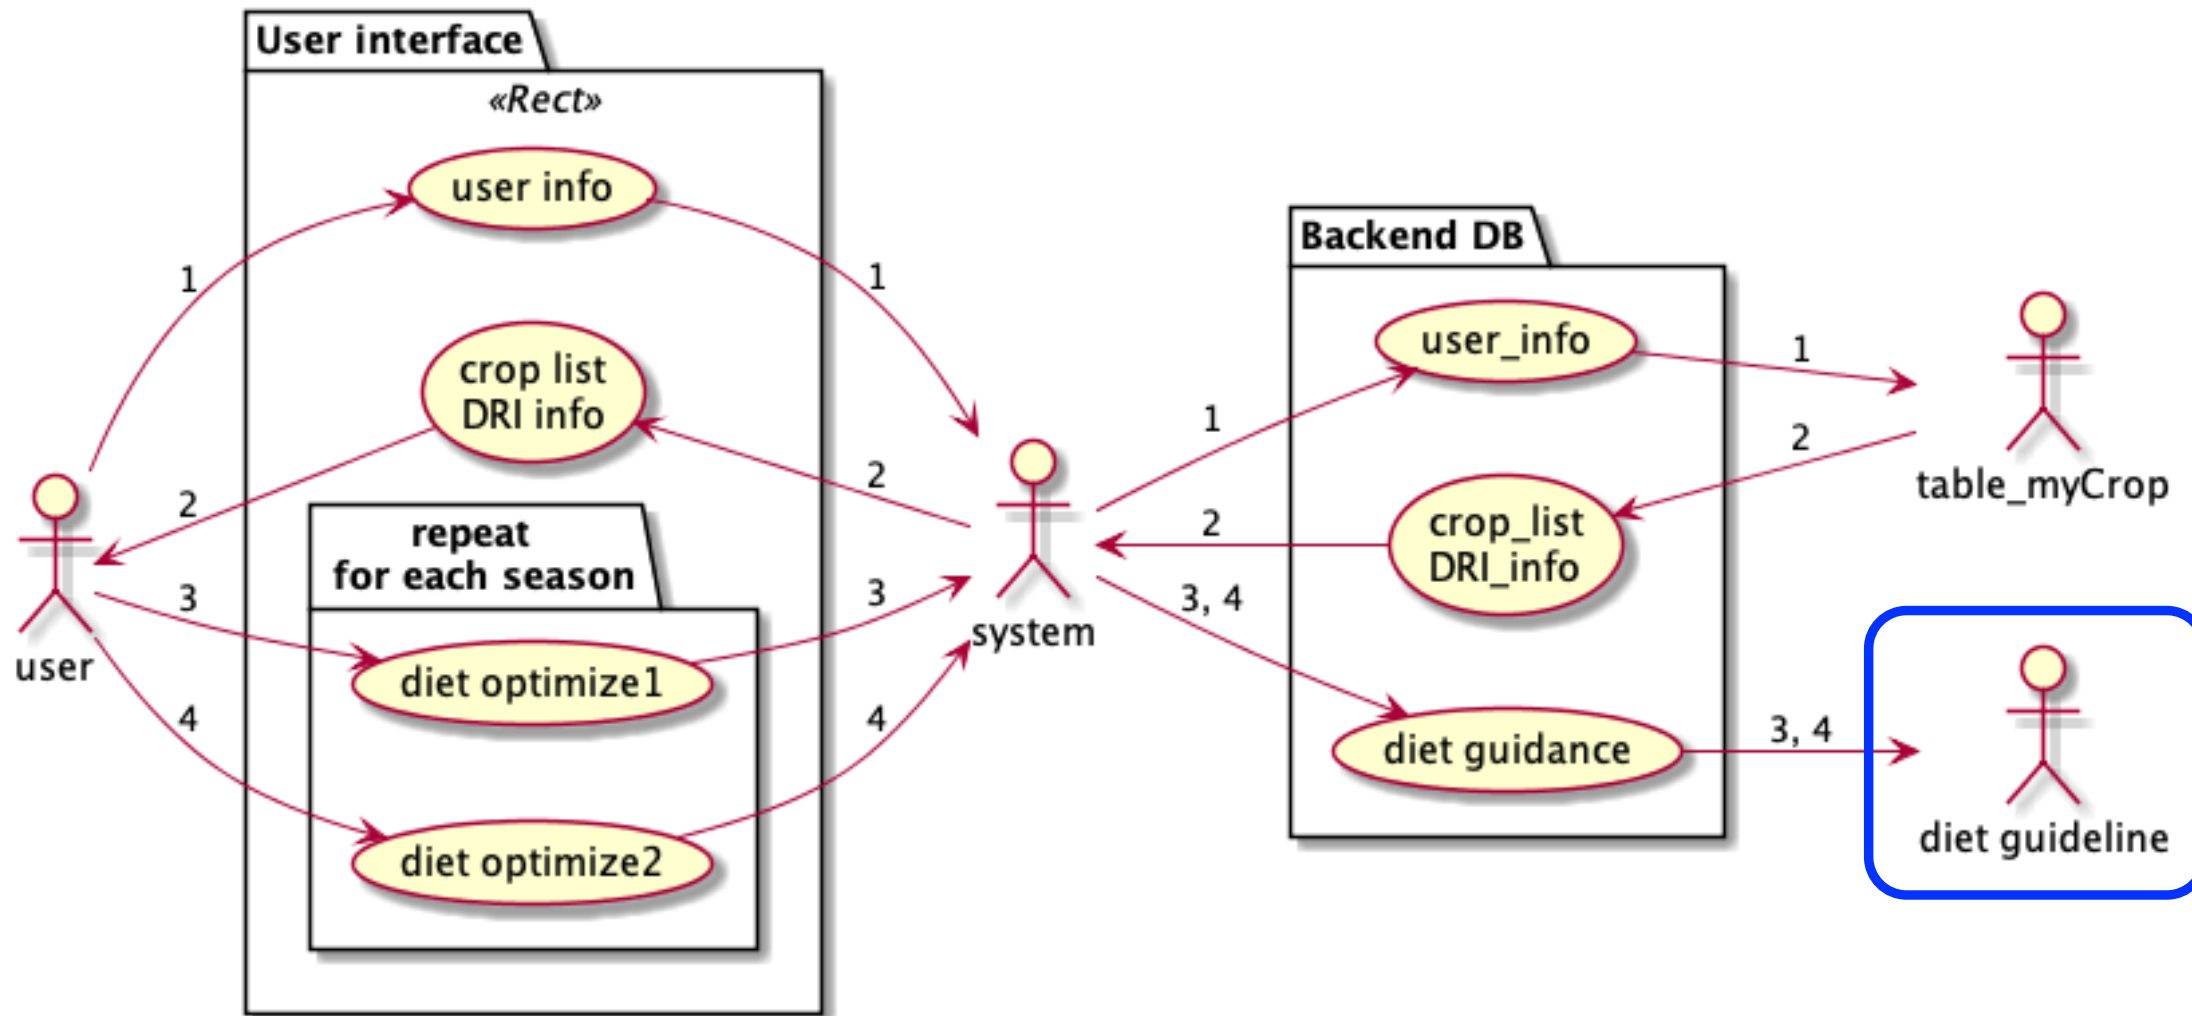 User interface
«Rect»
user info
1
1
crop list
DRI info
2
2
repeat
for each season
3
3
diet optimize1
4
4
diet optimize2
user
system
Backend DB
user_info
1
1
2
table_myCrop
2
crop_list
DRI_info
3, 4
diet guidance
3, 4
diet guideline